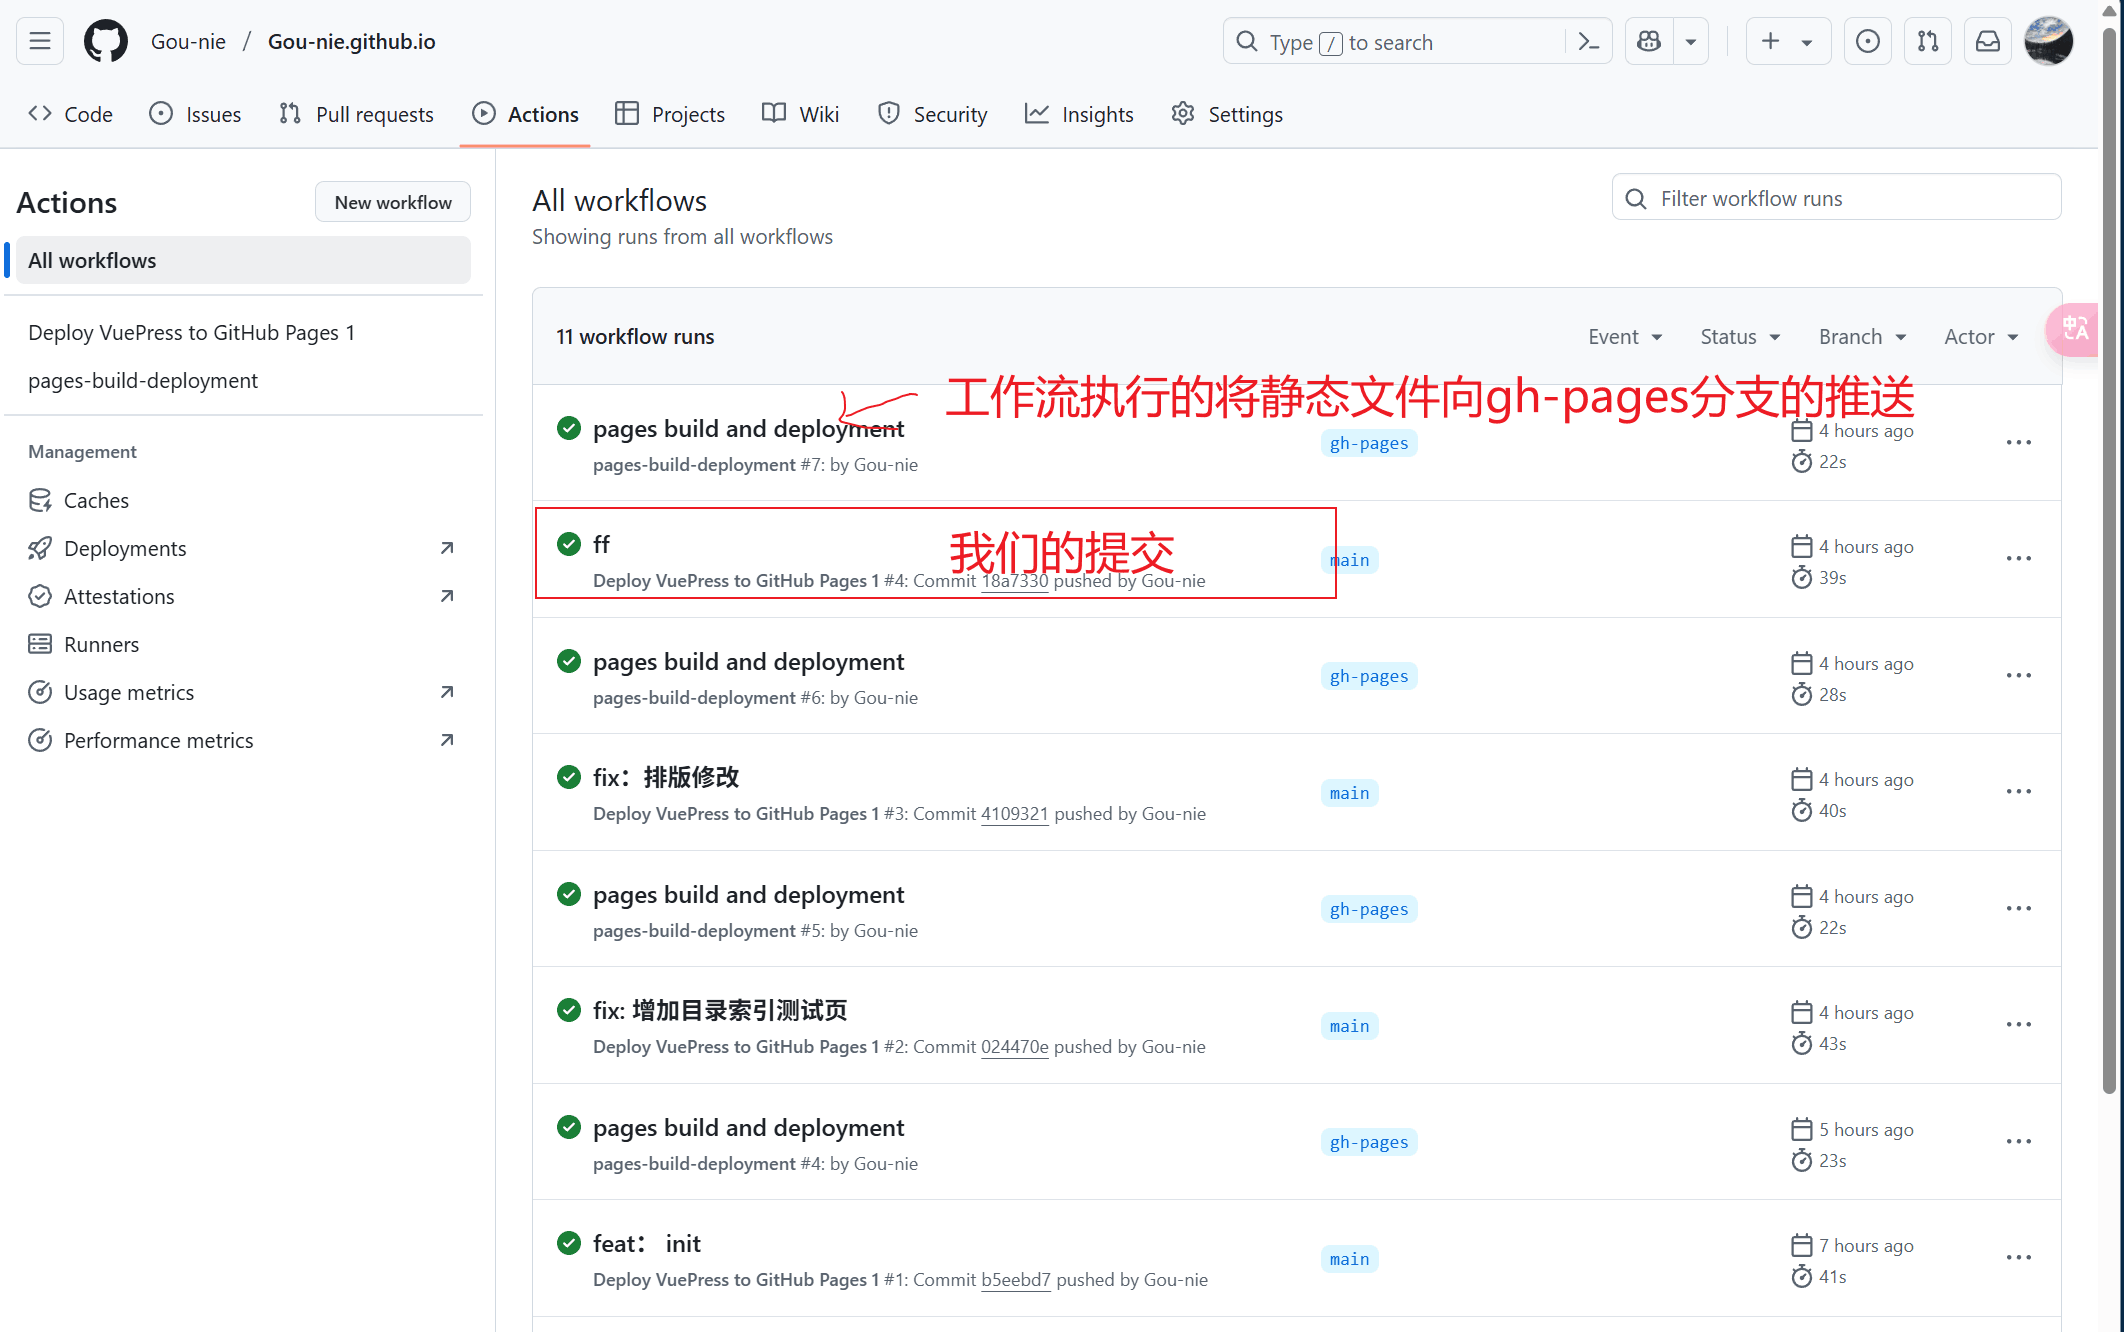 Gou-nie / Gou-nie.github.io
Type / to search
Code Issues Pull requests Actions Projects Wiki Security Insights Settings
Actions
New workflow
All workflows
Deploy VuePress to GitHub Pages 1
pages-build-deployment
Management
Caches
Deployments
Attestations
Runners
Usage metrics
Performance metrics
All workflows
Showing runs from all workflows
Filter workflow runs
11 workflow runs
Event Status Branch Actor
工作流执行的将静态文件向gh-pages分支的推送
pages build and deployment
pages-build-deployment #7: by Gou-nie
gh-pages
4 hours ago
22s
ff
我们的提交
Deploy VuePress to GitHub Pages 1 #4: Commit 18a7330 pushed by Gou-nie
main
4 hours ago
39s
pages build and deployment
pages-build-deployment #6: by Gou-nie
gh-pages
4 hours ago
28s
fix：排版修改
Deploy VuePress to GitHub Pages 1 #3: Commit 4109321 pushed by Gou-nie
main
4 hours ago
40s
pages build and deployment
pages-build-deployment #5: by Gou-nie
gh-pages
4 hours ago
22s
fix: 增加目录索引测试页
Deploy VuePress to GitHub Pages 1 #2: Commit 024470e pushed by Gou-nie
main
4 hours ago
43s
pages build and deployment
pages-build-deployment #4: by Gou-nie
gh-pages
5 hours ago
23s
feat： init
Deploy VuePress to GitHub Pages 1 #1: Commit b5eebd7 pushed by Gou-nie
main
7 hours ago
41s
中A